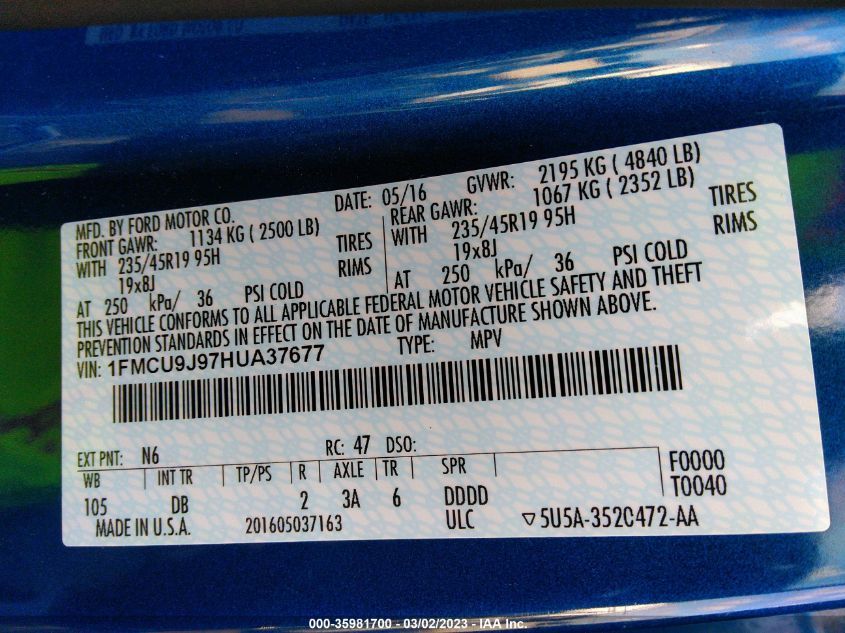 MFD. BY FORD MOTOR CO. DATE: 05/16 GVWR: 2195 KG ( 4840 LB)
FRONT GAWR: 1134 KG ( 2500 LB) REAR GAWR: 1067 KG ( 2352 LB)
WITH 235/45R19 95H TIRES WITH 235/45R19 95H TIRES
19x8J RIMS 19x8J RIMS
AT 250 kPa/ 36 PSI COLD AT 250 kPa/ 36 PSI COLD
THIS VEHICLE CONFORMS TO ALL APPLICABLE FEDERAL MOTOR VEHICLE SAFETY AND THEFT
PREVENTION STANDARDS IN EFFECT ON THE DATE OF MANUFACTURE SHOWN ABOVE.
VIN: 1FMCU9J97HUA37677 TYPE: MPV
EXT PNT: N6 RC: 47 DSO:
WB INT TR TP/PS R AXLE TR SPR F0000
105 DB 2 3A 6 DDDD T0040
MADE IN U.S.A. 201605037163 ULC ▽5U5A-3520472-AA
000-35981700 - 03/02/2023 - IAA Inc.